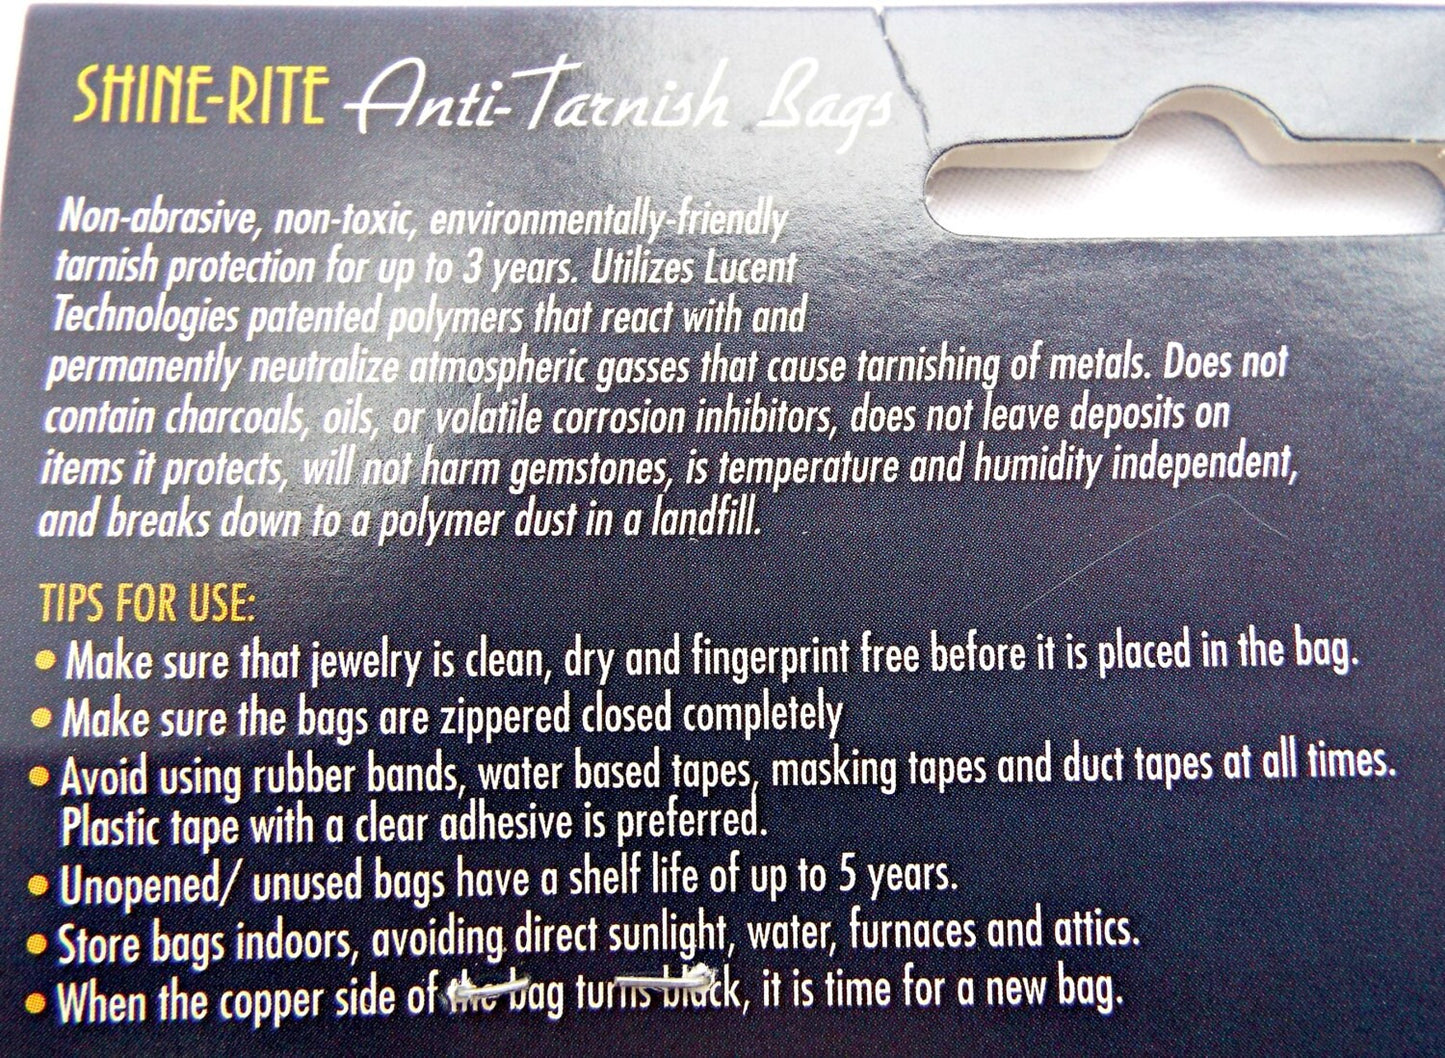 SHINE-RITE Anti-Tarnish Bags
Non-abrasive, non-toxic, environmentally-friendly
tarnish protection for up to 3 years. Utilizes Lucent
Technologies patented polymers that react with and
permanently neutralize atmospheric gasses that cause tarnishing of metals. Does not
contain charcoals, oils, or volatile corrosion inhibitors, does not leave deposits on
items it protects, will not harm gemstones, is temperature and humidity independent,
and breaks down to a polymer dust in a landfill.
TIPS FOR USE:
• Make sure that jewelry is clean, dry and fingerprint free before it is placed in the bag.
• Make sure the bags are zippered closed completely
• Avoid using rubber bands, water based tapes, masking tapes and duct tapes at all times.
Plastic tape with a clear adhesive is preferred.
• Unopened/ unused bags have a shelf life of up to 5 years.
• Store bags indoors, avoiding direct sunlight, water, furnaces and attics.
• When the copper side of the bag turns black, it is time for a new bag.